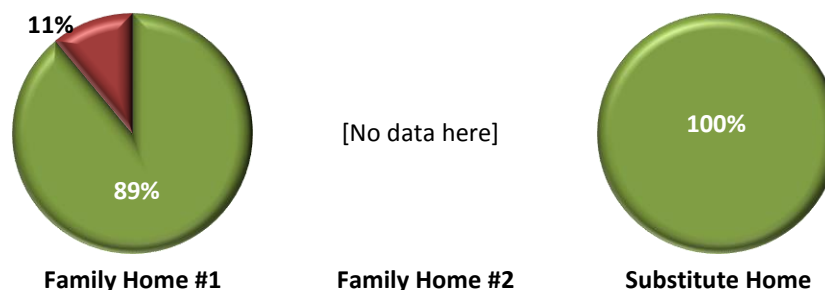 11%
89%
[No data here]
100%
Family Home #1
Family Home #2
Substitute Home